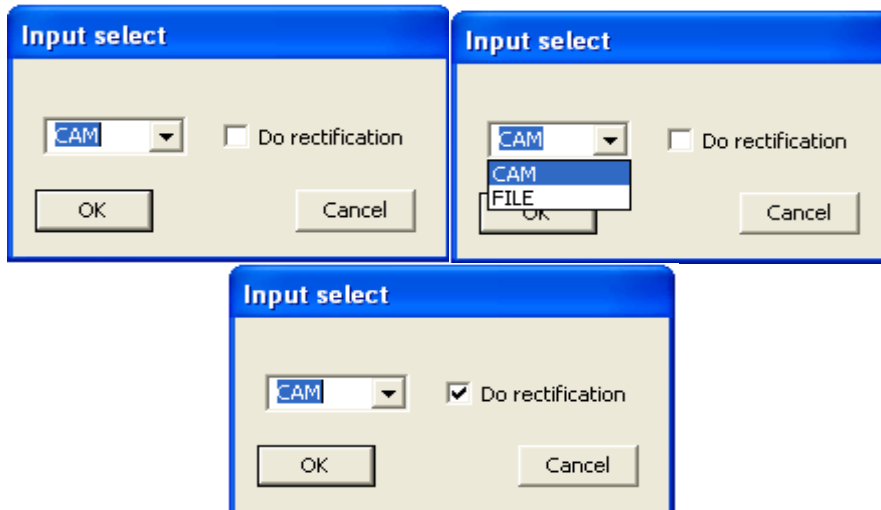 Input select
CAM
Do rectification
OK
Cancel
Input select
CAM
Do rectification
CAM
FILE
OK
Cancel
Input select
CAM
Do rectification
OK
Cancel